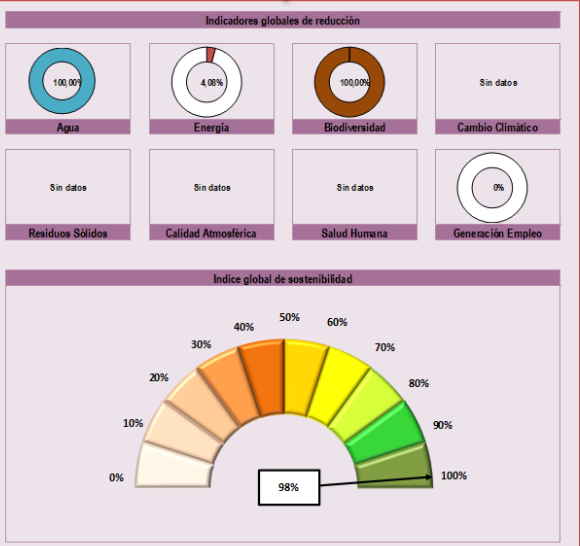 Indicadores globales de reducción
100,00%
4,08%
100,00%
Sin datos
Agua
Energía
Biodiversidad
Cambio Climático
Sin datos
Sin datos
Sin datos
0%
Residuos Sólidos
Calidad Atmosférica
Salud Humana
Generación Empleo
Indice global de sostenibilidad
0%
10%
20%
30%
40%
50%
60%
70%
80%
90%
100%
98%